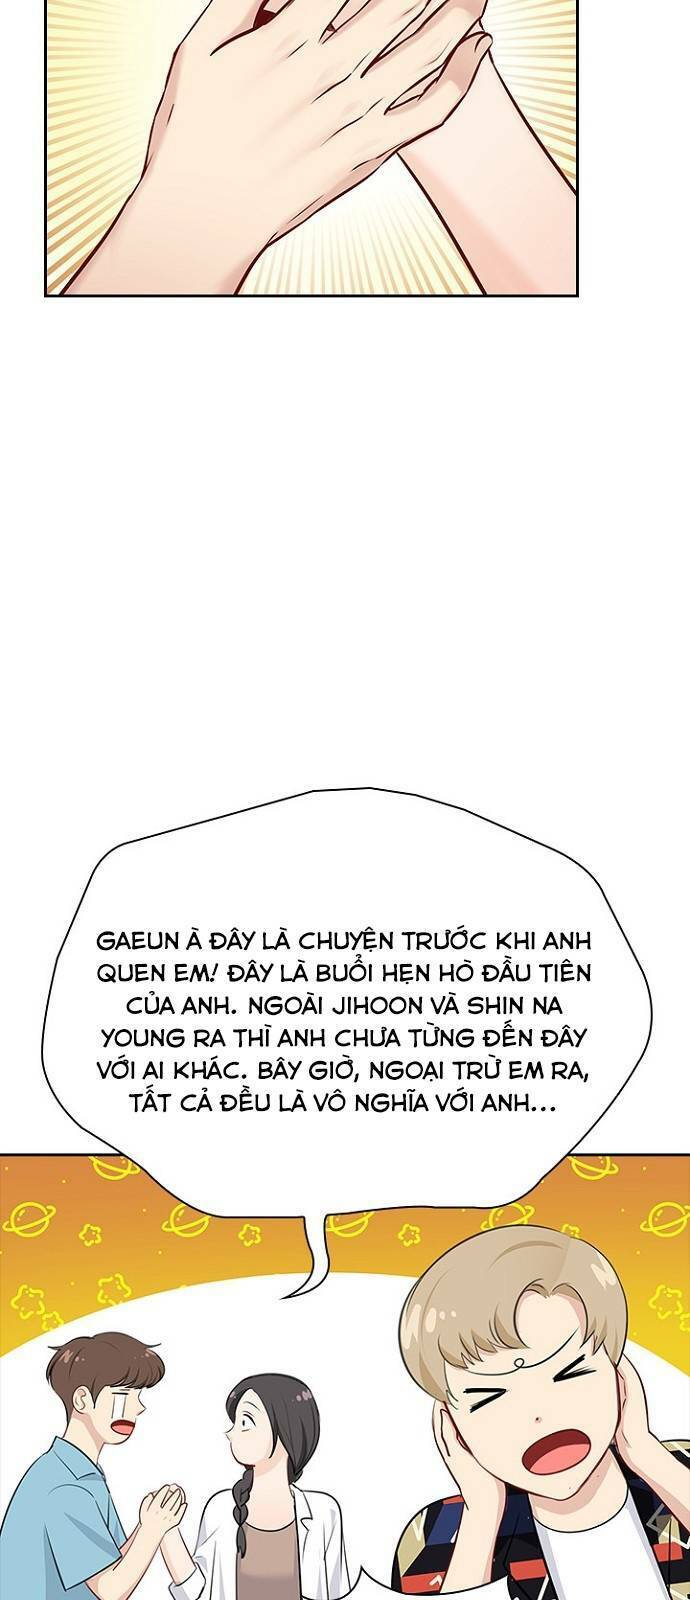 GAEUN À ĐÂY LÀ CHUYỆN TRƯỚC KHI ANH
QUEN EM! ĐÂY LÀ BUỔI HẸN HÒ ĐẦU TIÊN
CỦA ANH. NGOÀI JIHOON VÀ SHIN NA
YOUNG RA THÌ ANH CHƯA TỪNG ĐẾN ĐÂY
VỚI AI KHÁC. BÂY GIỜ, NGOẠI TRỪ EM RA,
TẤT CẢ ĐỀU LÀ VÔ NGHĨA VỚI ANH...